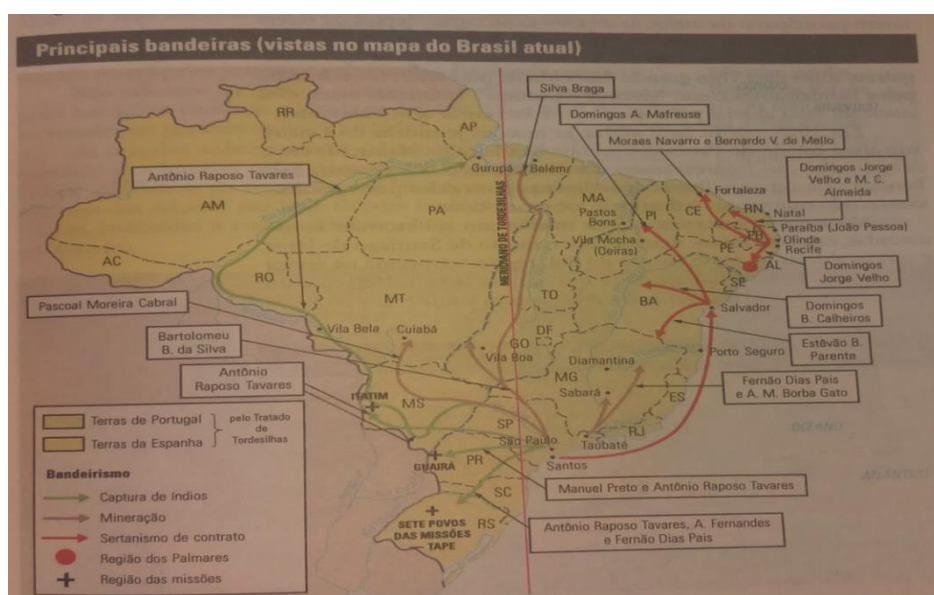 Principais bandeiras (vistas no mapa do Brasil atual)
Silva Braga
Domingos A. Mafreuse
Moraes Navarro e Bernardo V. de Mello
Domingos Jorge
Velho e M. C.
Almeida
Antônio Raposo Tavares
RR
AP
AM
PA
AC
RO
MT
Gurupá
Belém
MERIDIANO DE TORDESILHAS
MA
Pastos
Bons
Vila Mocha
(Oeiras)
PI
CE
Fortaleza
RN
Natal
PB
Paraíba (João Pessoa)
Olinda
Recife
PE
AL
SE
Domingos
Jorge Velho
TO
BA
Salvador
Domingos
B. Calheiros
Estêvão B.
Parente
Pascoal Moreira Cabral
Bartolomeu
B. da Silva
Antônio
Raposo Tavares
Vila Bela
Cuiabá
GO
DF
Vila Boa
MG
Diamantina
Sabará
Porto Seguro
ES
Fernão Dias Pais
e A. M. Borba Gato
ITATIM
MS
SP
São Paulo
Taubaté
RJ
Santos
OCEANO
ATLÂNTICO
GUAIRÁ
PR
SC
RS
SETE POVOS
DAS MISSÕES
TAPE
Manuel Preto e Antônio Raposo Tavares
Antônio Raposo Tavares, A. Fernandes
e Fernão Dias Pais
Terras de Portugal
Terras da Espanha
pelo Tratado
de
Tordesilhas
Bandeirismo
Captura de índios
Mineração
Sertanismo de contrato
Região dos Palmares
Região das missões